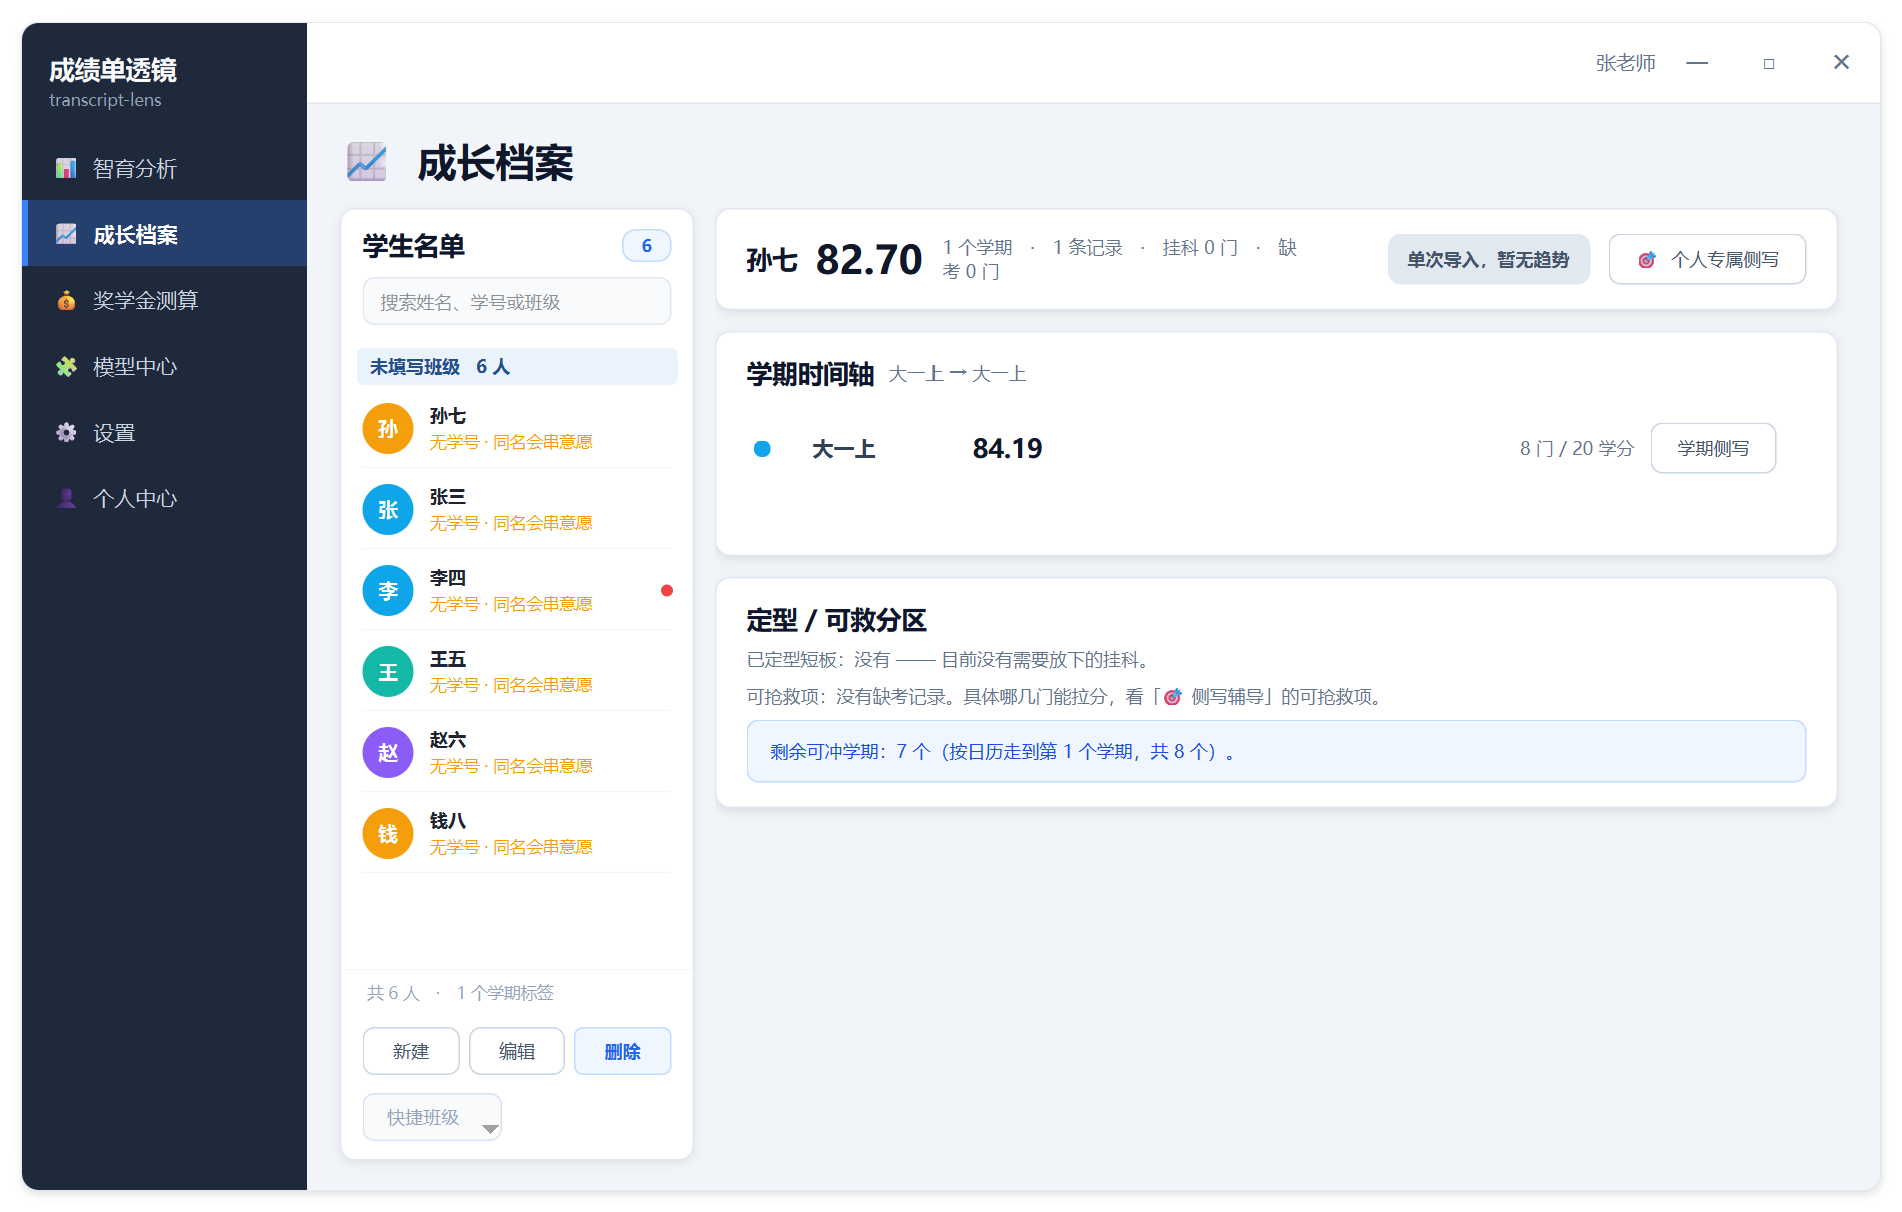 成绩单透镜
transcript-lens
智育分析
成长档案
奖学金测算
模型中心
设置
个人中心
张老师
成长档案
学生名单
6
搜索姓名、学号或班级
未填写班级 6 人
孙
孙七
无学号 · 同名会串意愿
张
张三
无学号 · 同名会串意愿
李
李四
无学号 · 同名会串意愿
王
王五
无学号 · 同名会串意愿
赵
赵六
无学号 · 同名会串意愿
钱
钱八
无学号 · 同名会串意愿
共 6 人 · 1 个学期标签
新建 编辑 删除
快捷班级
孙七 82.70
1 个学期 · 1 条记录 · 挂科 0 门 · 缺
考 0 门
单次导入，暂无趋势
个人专属侧写
学期时间轴 大一上 → 大一上
大一上 84.19 8 门 / 20 学分 学期侧写
定型 / 可救分区
已定型短板：没有 —— 目前没有需要放下的挂科。
可抢救项：没有缺考记录。具体哪几门能拉分，看「🎯 侧写辅导」的可抢救项。
剩余可冲学期：7 个（按日历走到第 1 个学期，共 8 个）。